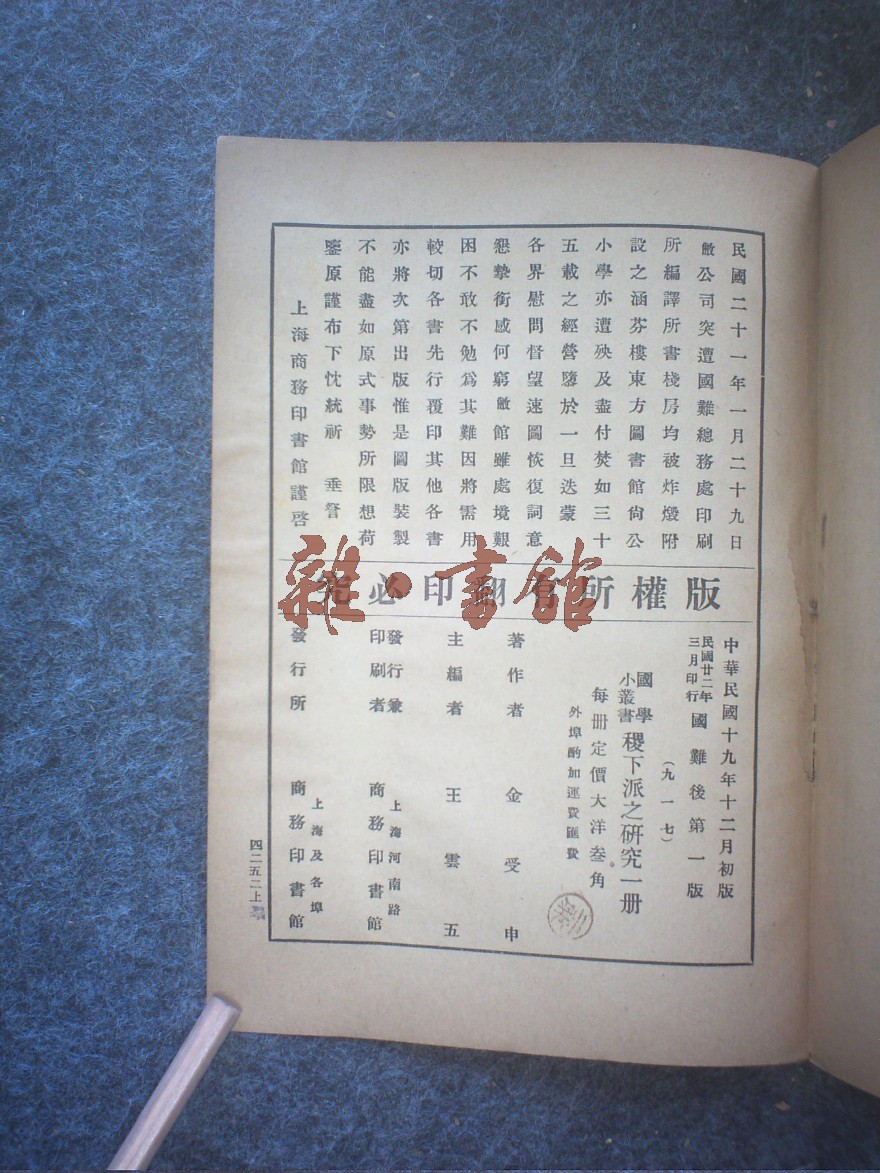 民國二十一年一月二十九日
敝公司突遭國難總務處印刷
所編譯所書棧房均被炸燬附
設之涵芬樓東方圖書館尙公
小學亦遭殃及盡付焚如三十
五載之經營隳於一旦迭蒙
各界慰問督望速圖恢復詞意
懇摯銜感何窮敝館雖處境艱
困不敢不勉爲其難因將需用
較切各書先行覆印其他各書
亦將次第出版惟是圖版裝製
不能盡如原式事勢所限想荷
鑒原謹布下忱統祈 垂詧
上海商務印書館謹啓
版權所有翻印必究
中華民國十九年十二月初版
民國廿二年三月印行 國難後第一版
(九一七)
國學小叢書 稷下派之研究一册
每册定價大洋叁角
外埠酌加運費匯費
著作者 金受申
主編者 王雲五
發行兼印刷者 上海河南路 商務印書館
發行所 上海及各埠 商務印書館
四二五二上
雜·書館